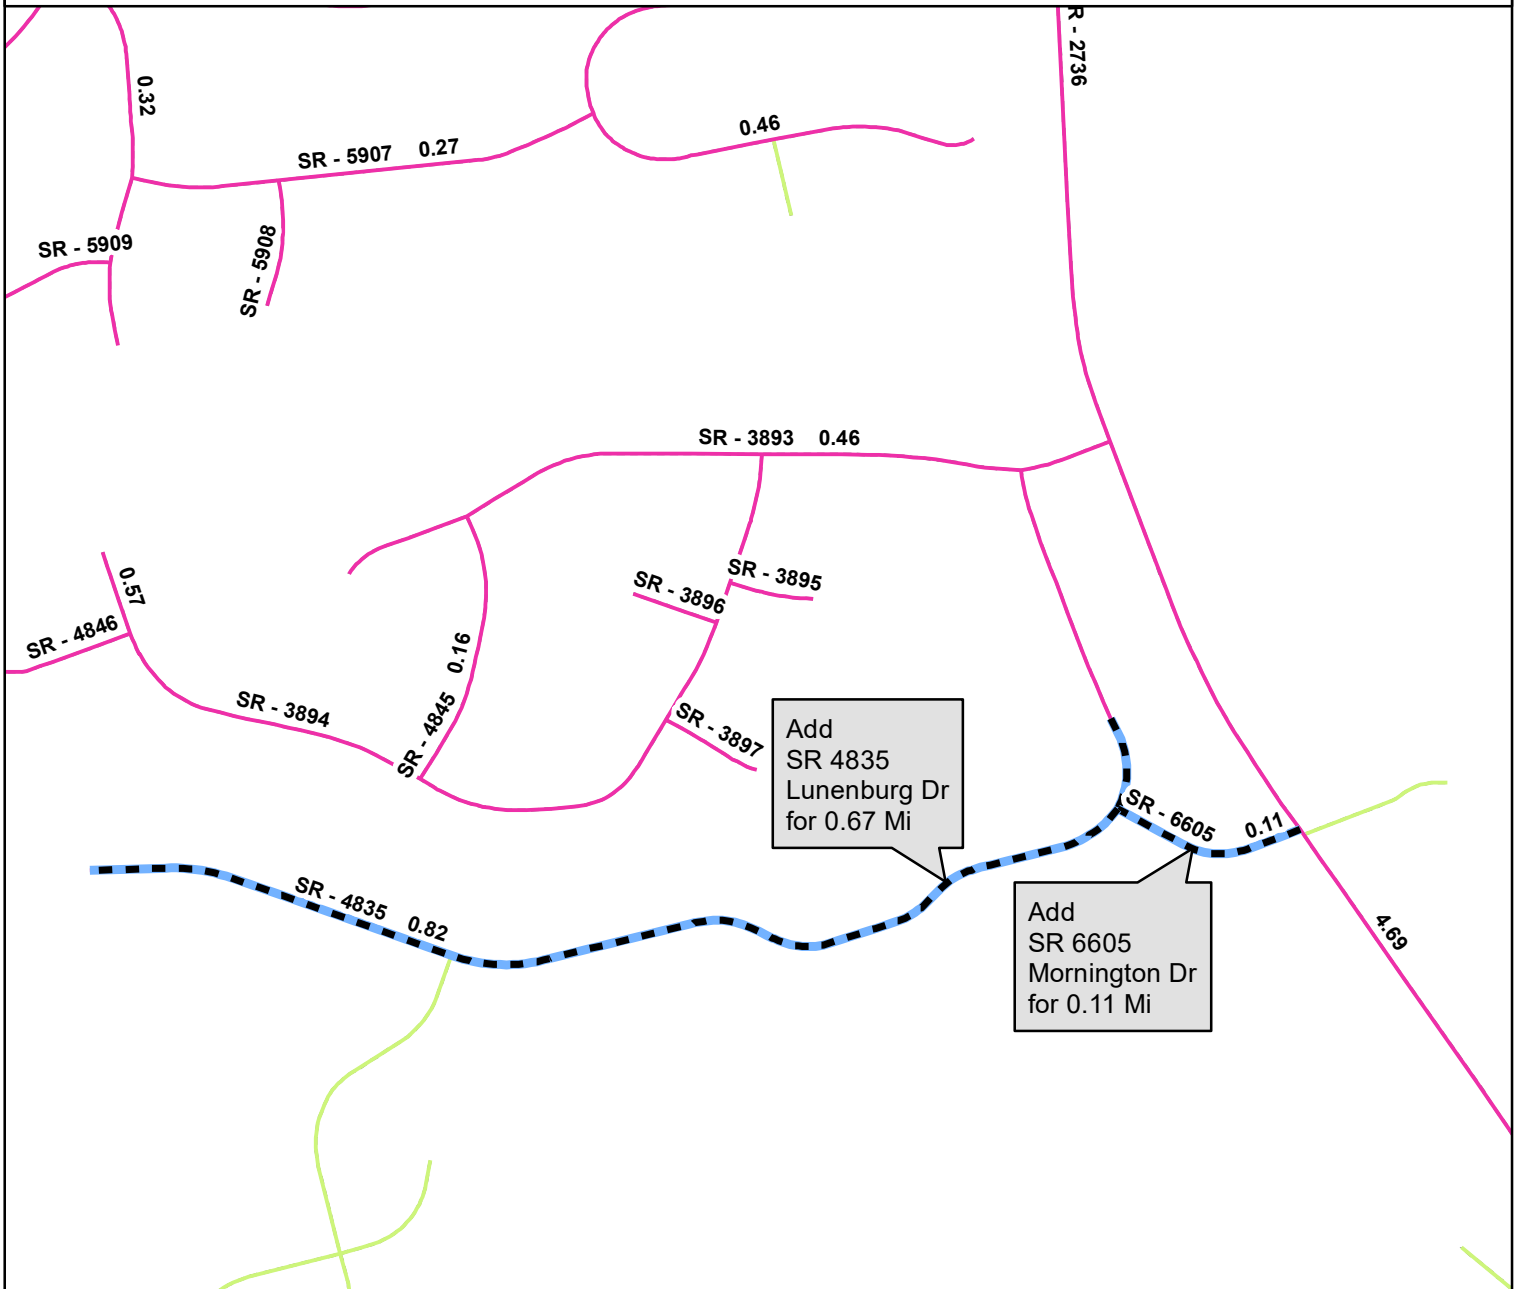 R - 2736
0.32
0.46
SR - 5907 0.27
SR - 5909
SR - 5908
SR - 3893 0.46
0.57
SR - 3895
SR - 3896
SR - 4846
SR - 4845 0.16
SR - 3894
SR - 3897
Add
SR 4835
Lunenburg Dr
for 0.67 Mi
SR - 6605 0.11
SR - 4835 0.82
Add
SR 6605
Mornington Dr
for 0.11 Mi
4.69